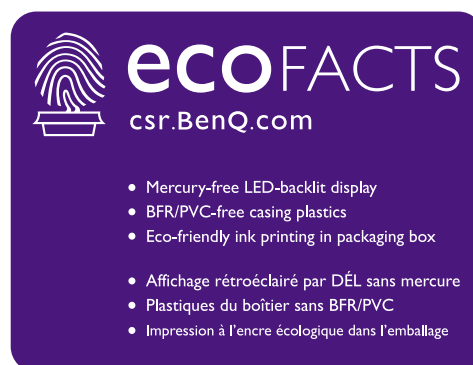 ecoFACTS
csr.BenQ.com
• Mercury-free LED-backlit display
• BFR/PVC-free casing plastics
• Eco-friendly ink printing in packaging box
• Affichage rétroéclairé par DÉL sans mercure
• Plastiques du boîtier sans BFR/PVC
• Impression à l'encre écologique dans l'emballage